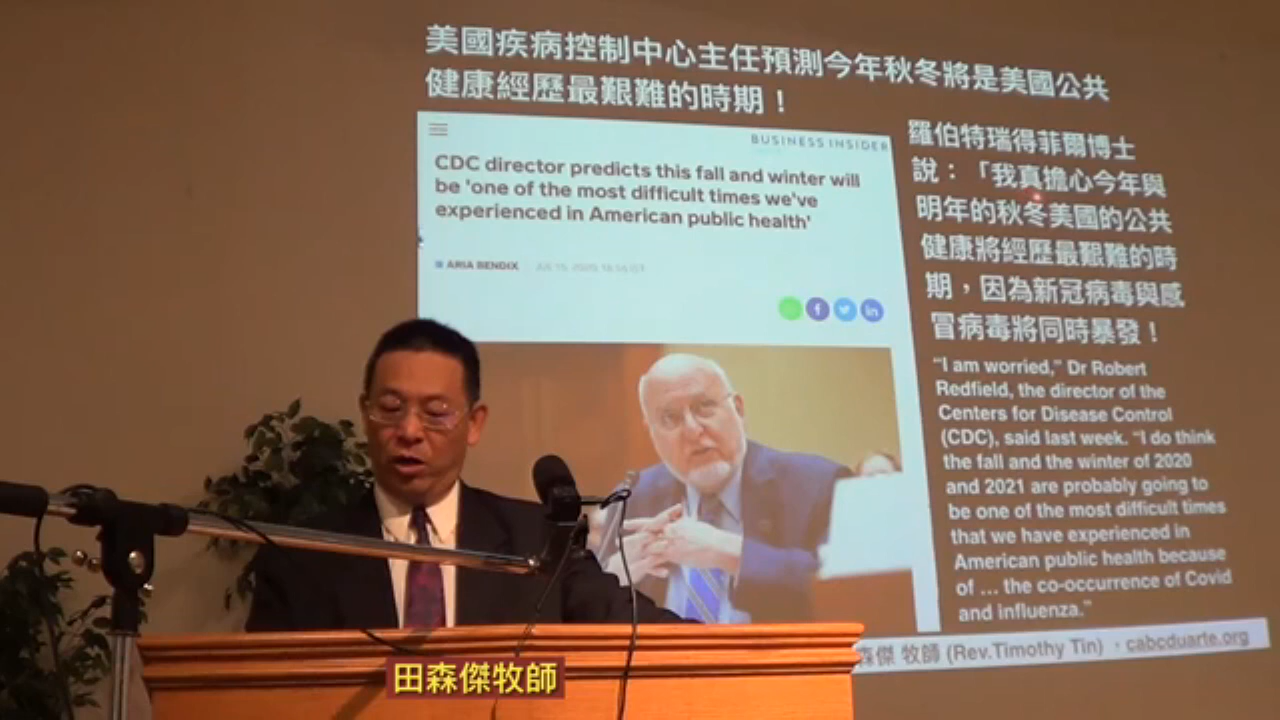 美國疾病控制中心主任預測今年秋冬將是美國公共
健康經歷最艱難的時期！
BUSINESS INSIDER
CDC director predicts this fall and winter will
be 'one of the most difficult times we've
experienced in American public health'
ARIA BENDIX
羅伯特瑞得菲爾博士
說：「我真擔心今年與
明年的秋冬美國的公共
健康將經歷最艱難的時
期，因為新冠病毒與感
冒病毒將同時暴發！
“I am worried,” Dr Robert
Redfield, the director of the
Centers for Disease Control
(CDC), said last week. “I do think
the fall and the winter of 2020
and 2021 are probably going to
be one of the most difficult times
that we have experienced in
American public health because
of ... the co-occurrence of Covid
and influenza.”
森傑 牧師 (Rev.Timothy Tin) ，cabcduarte.org
田森傑牧師